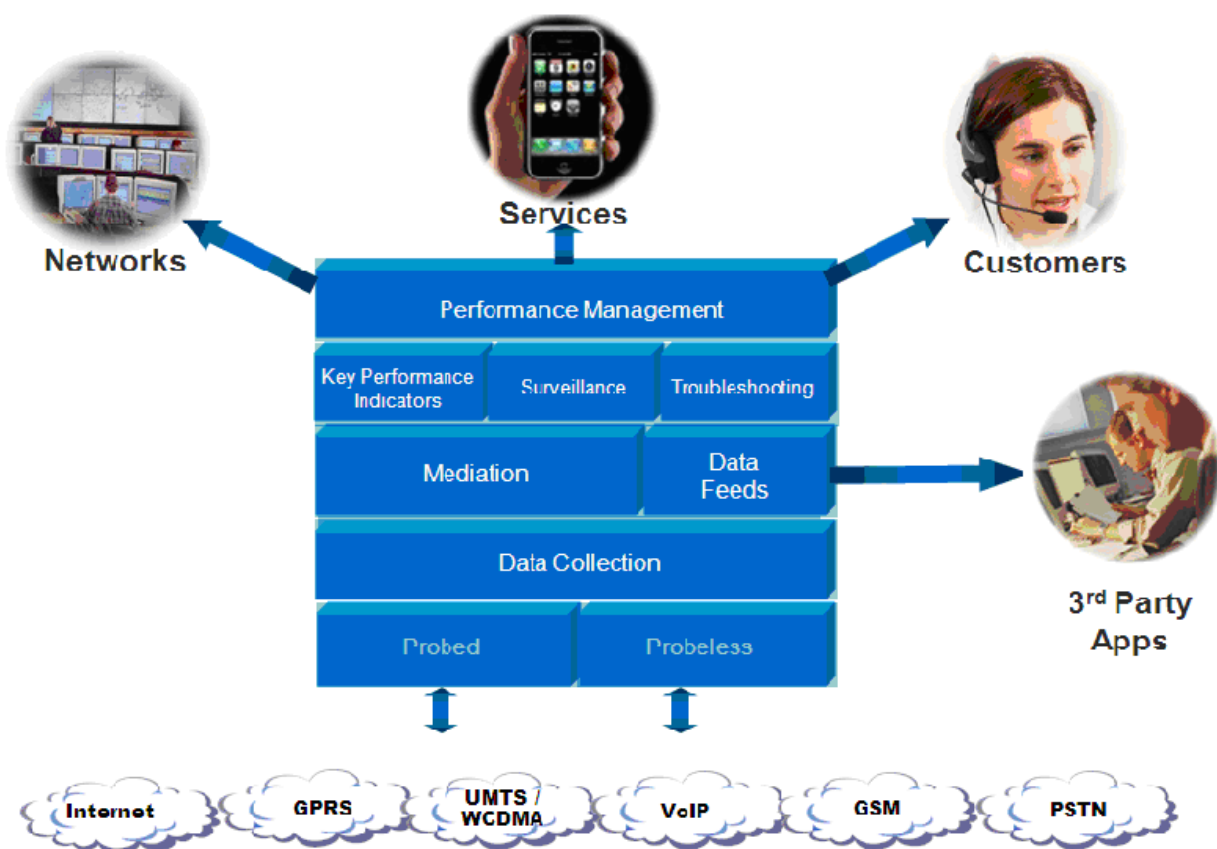 Services
Networks
Customers
Performance Management
Key Performance
Indicators
Surveillance
Troubleshooting
Mediation
Data
Feeds
Data Collection
3rd Party
Apps
Probed
Probeless
Internet
GPRS
UMTS /
WCDMA
VoIP
GSM
PSTN